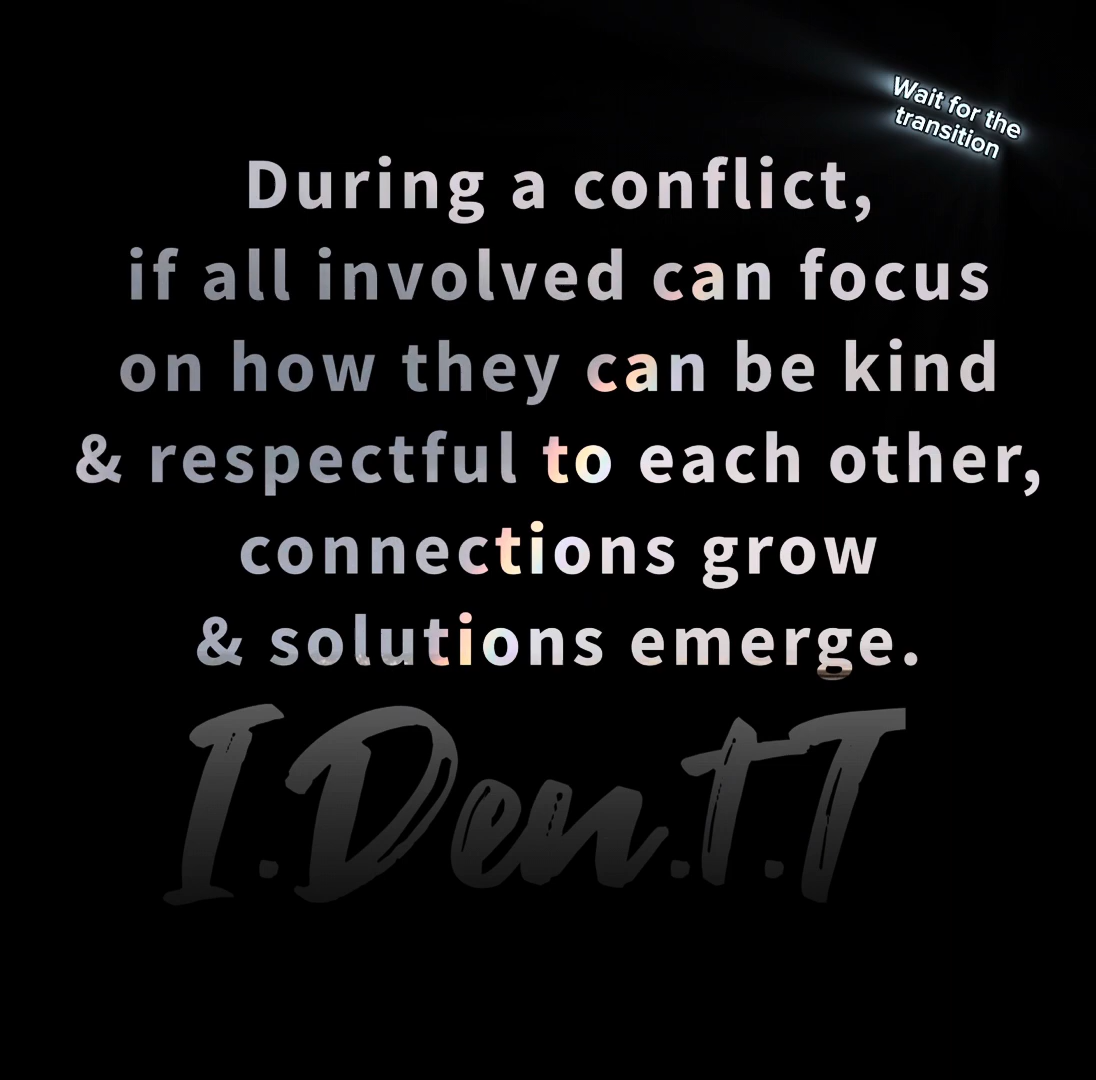 Wait for the
transition
During a conflict,
if all involved can focus
on how they can be kind
& respectful to each other,
connections grow
& solutions emerge.
I.Den.t.T